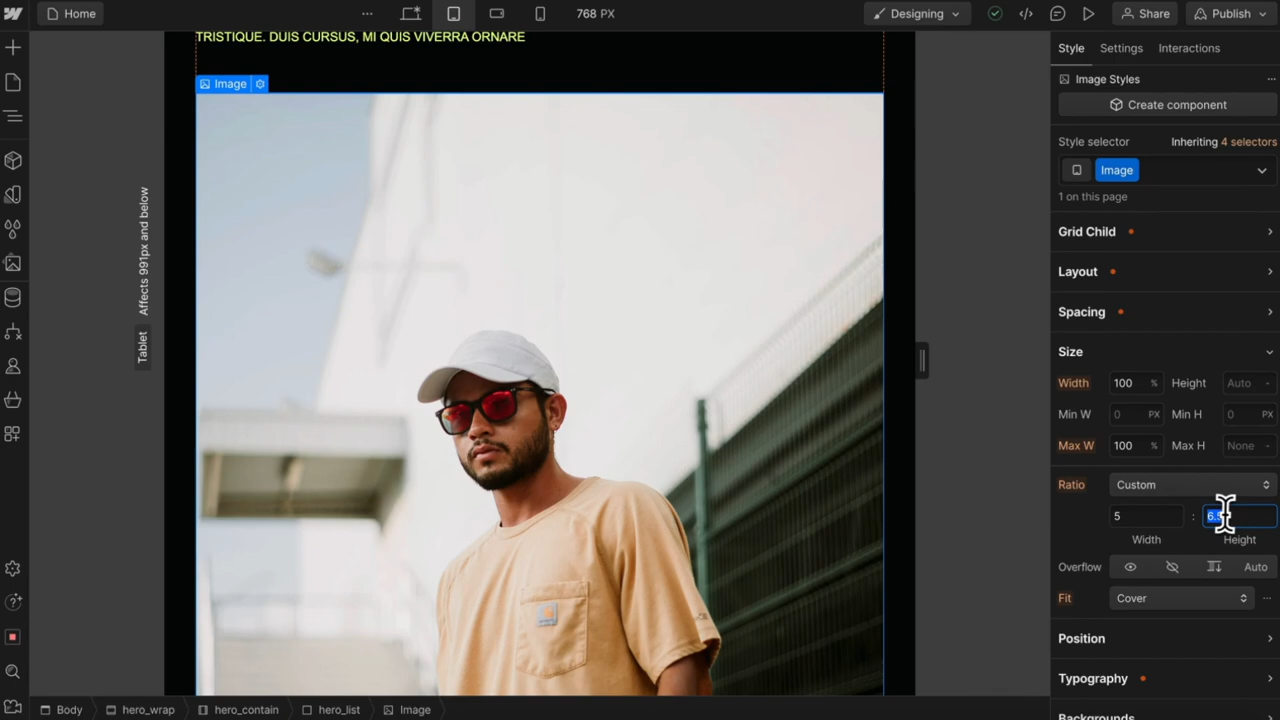 Home
768 PX
Designing
Share
Publish
TRISTIQUE. DUIS CURSUS, MI QUIS VIVERRA ORNARE
Image
Tablet Affects 991px and below
Style Settings Interactions
Image Styles
Create component
Style selector Inheriting 4 selectors
Image
1 on this page
Grid Child
Layout
Spacing
Size
Width 100 % Height Auto -
Min W 0 PX Min H 0 PX
Max W 100 % Max H None -
Ratio Custom
5 :
Width Height
Overflow Auto
Fit Cover
Position
Typography
Backgrounds
Body hero_wrap hero_contain hero_list Image